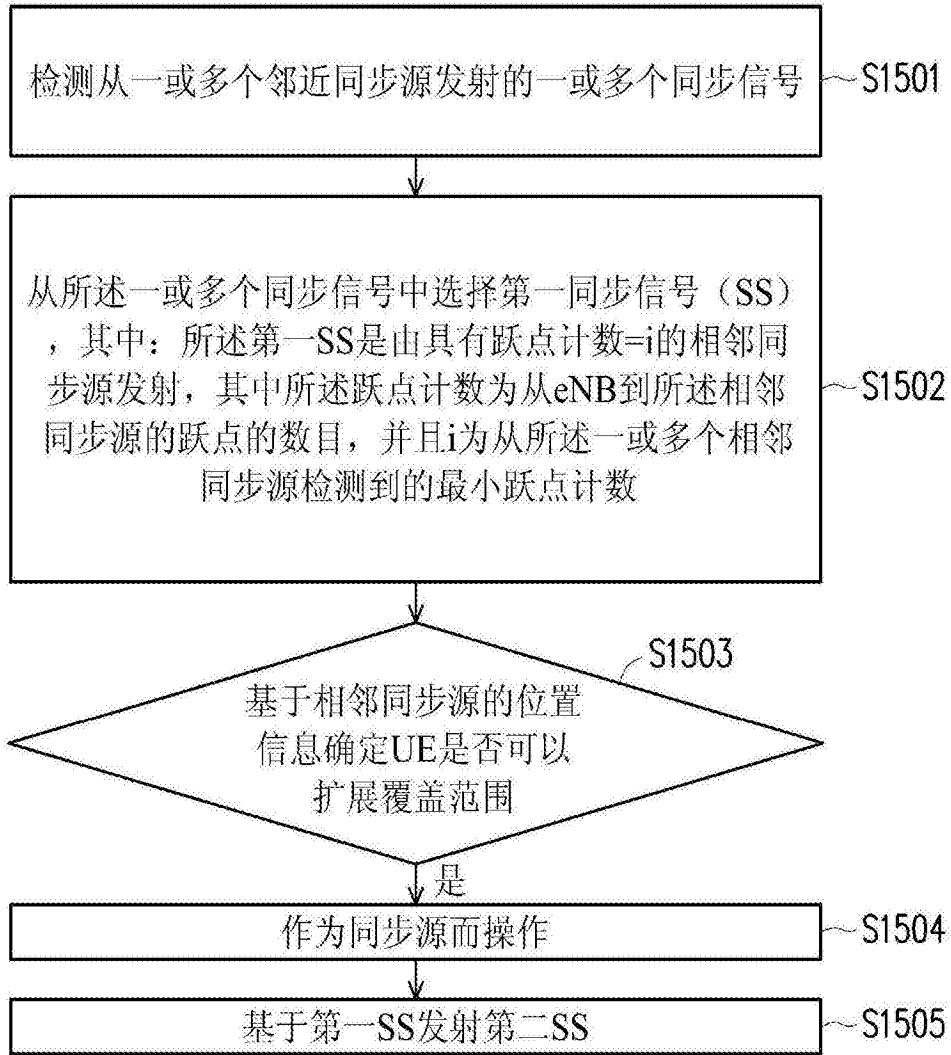 检测从一或多个邻近同步源发射的一或多个同步信号
S1501
从所述一或多个同步信号中选择第一同步信号（SS）
，其中：所述第一SS是由具有跃点计数=i的相邻同
步源发射，其中所述跃点计数为从eNB到所述相邻
同步源的跃点的数目，并且i为从所述一或多个相邻
同步源检测到的最小跃点计数
S1502
S1503
基于相邻同步源的位置
信息确定UE是否可以
扩展覆盖范围
是
作为同步源而操作
S1504
基于第一SS发射第二SS
S1505